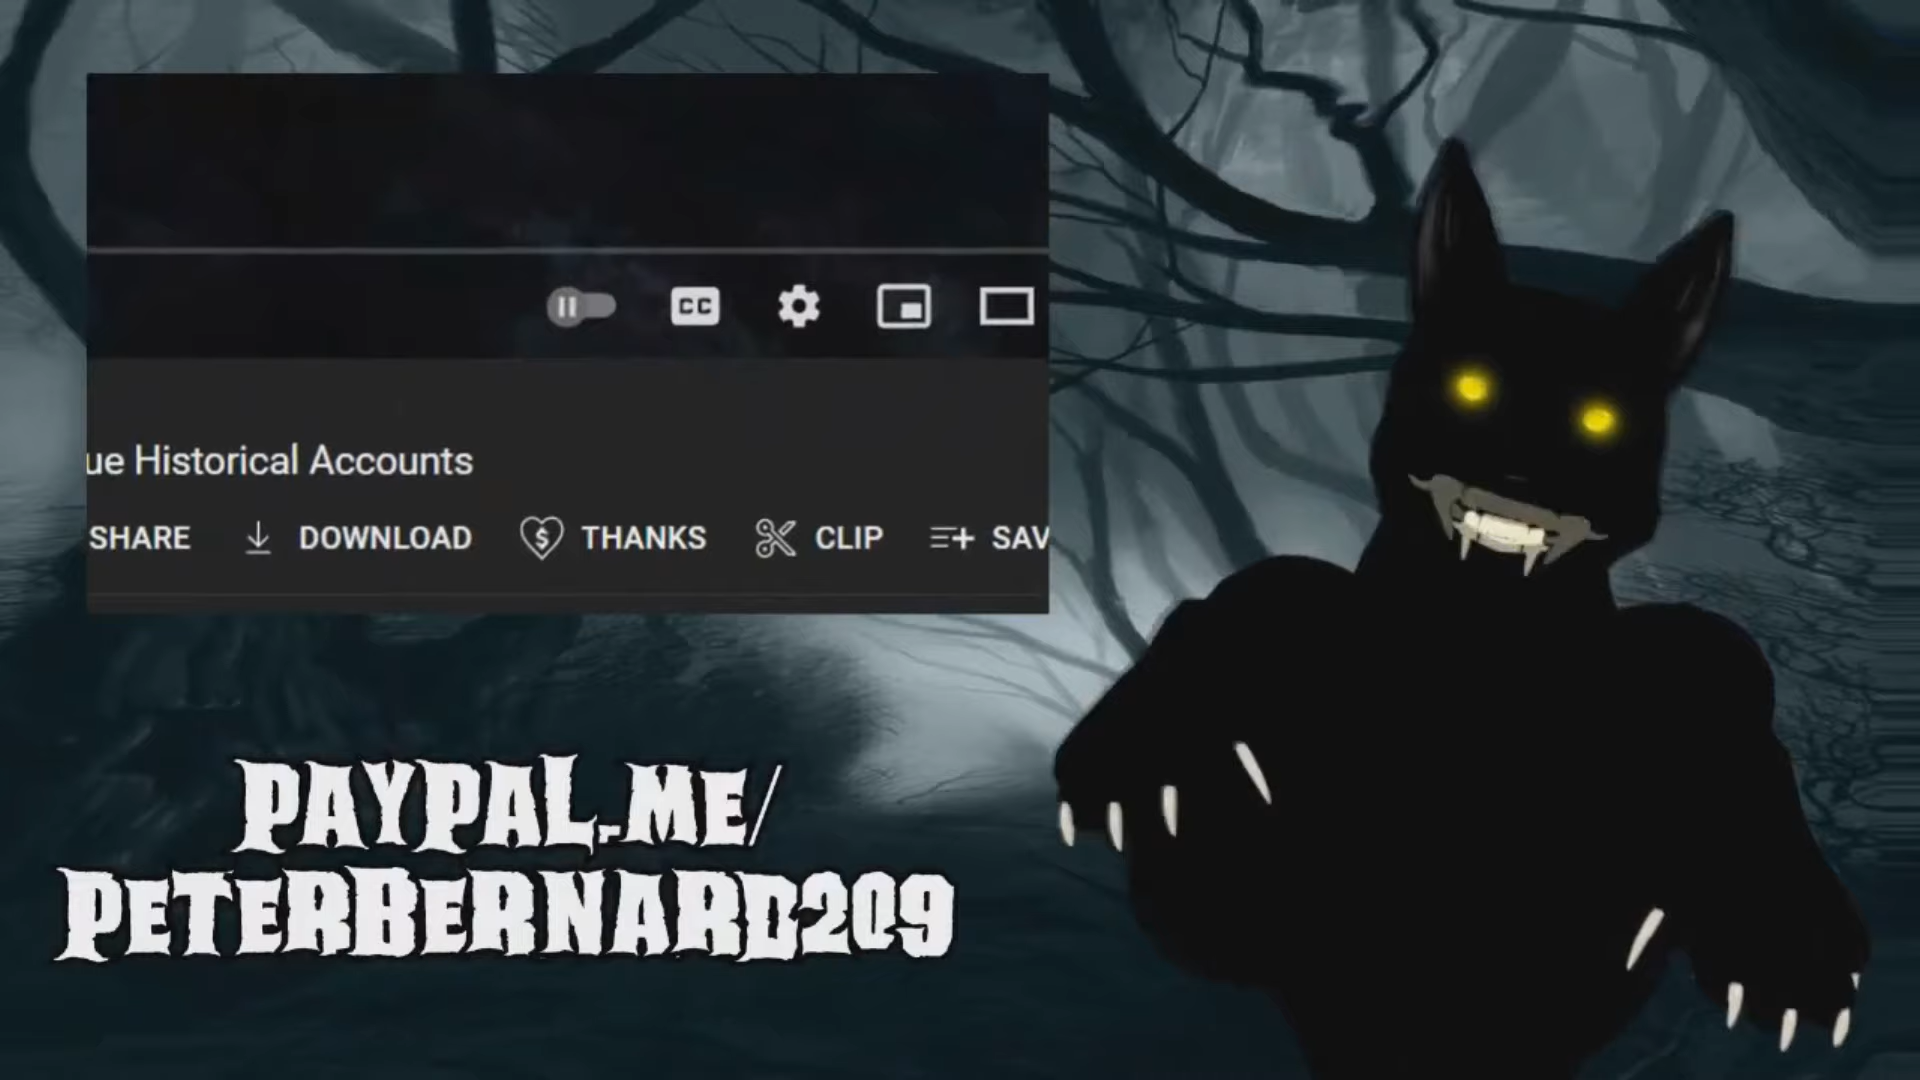 CC
ue Historical Accounts
SHARE DOWNLOAD THANKS CLIP SAV
PAYPAL.ME/
PETERBERNARD209